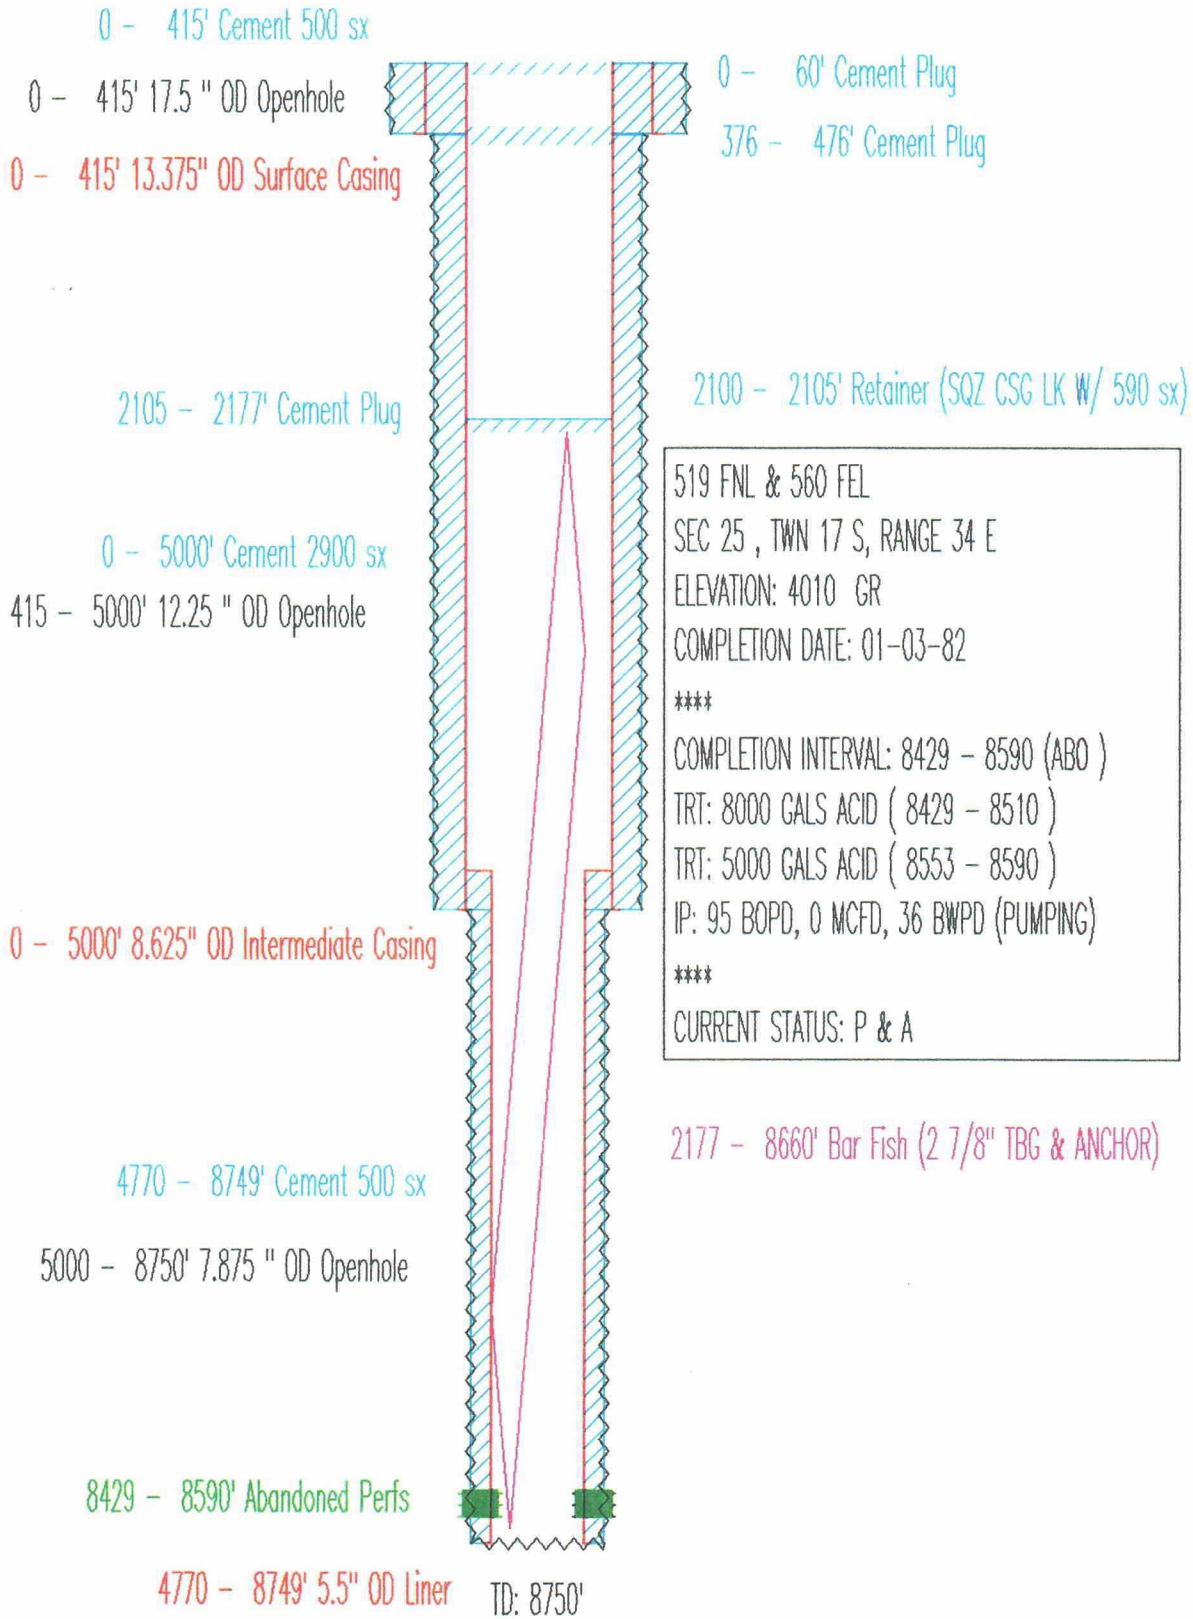 0 - 415' Cement 500 sx
0 - 415' 17.5 " OD Openhole
0 - 415' 13.375" OD Surface Casing
0 - 60' Cement Plug
376 - 476' Cement Plug
2105 - 2177' Cement Plug
2100 - 2105' Retainer (SQZ CSG LK W/ 590 sx)
0 - 5000' Cement 2900 sx
415 - 5000' 12.25 " OD Openhole
519 FNL & 560 FEL
SEC 25 , TWN 17 S, RANGE 34 E
ELEVATION: 4010 GR
COMPLETION DATE: 01-03-82
****
COMPLETION INTERVAL: 8429 - 8590 (ABO )
TRT: 8000 GALS ACID ( 8429 - 8510 )
TRT: 5000 GALS ACID ( 8553 - 8590 )
IP: 95 BOPD, 0 MCFD, 36 BWPD (PUMPING)
****
CURRENT STATUS: P & A
0 - 5000' 8.625" OD Intermediate Casing
2177 - 8660' Bar Fish (2 7/8" TBG & ANCHOR)
4770 - 8749' Cement 500 sx
5000 - 8750' 7.875 " OD Openhole
8429 - 8590' Abandoned Perfs
4770 - 8749' 5.5" OD Liner
TD: 8750'